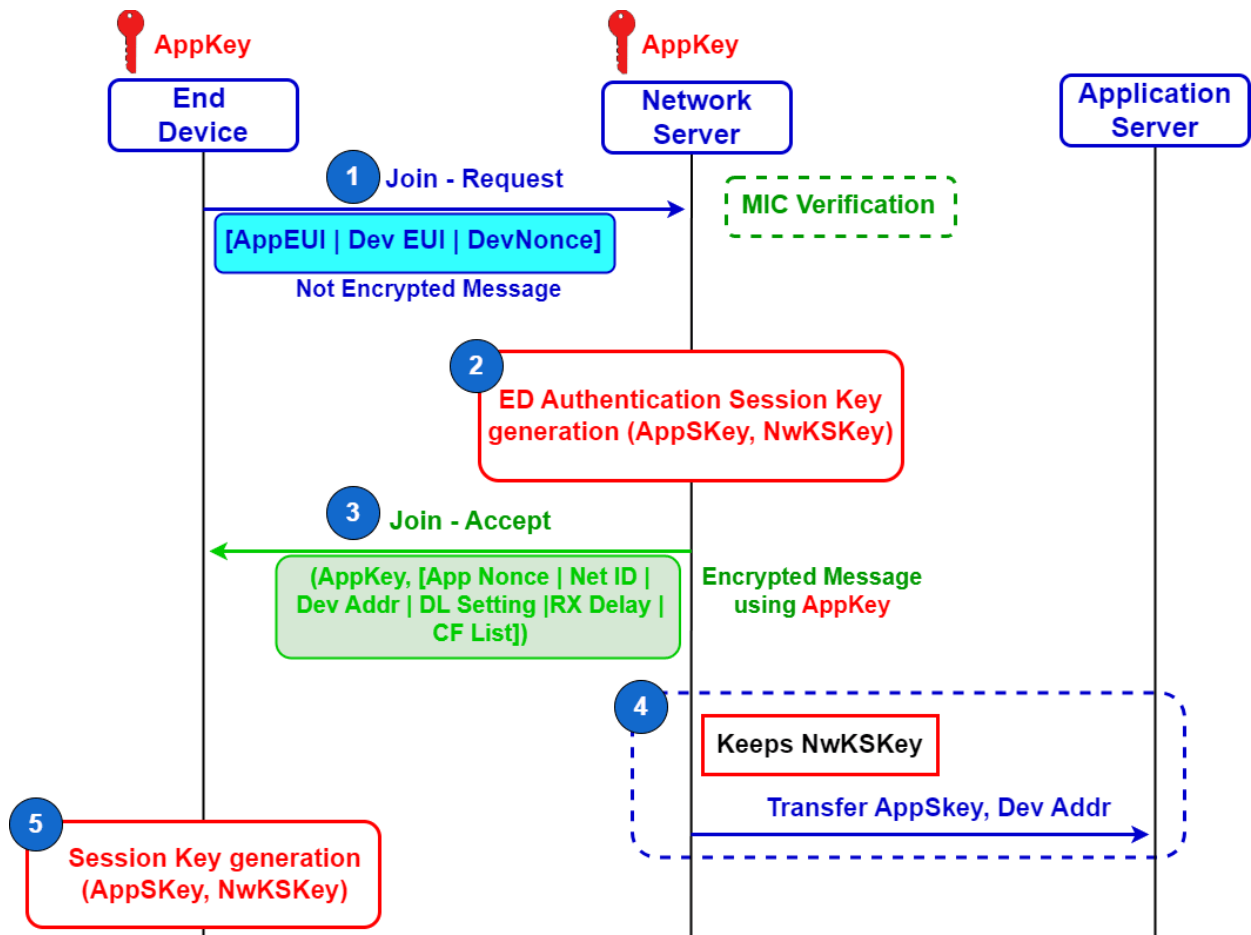 AppKey
AppKey
End
Device
Network
Server
Application
Server
1
Join - Request
MIC Verification
[AppEUI | Dev EUI | DevNonce]
Not Encrypted Message
2
ED Authentication Session Key
generation (AppSKey, NwKSKey)
3
Join - Accept
(AppKey, [App Nonce | Net ID |
Dev Addr | DL Setting |RX Delay |
CF List])
Encrypted Message
using AppKey
4
Keeps NwKSKey
Transfer AppSkey, Dev Addr
5
Session Key generation
(AppSKey, NwKSKey)